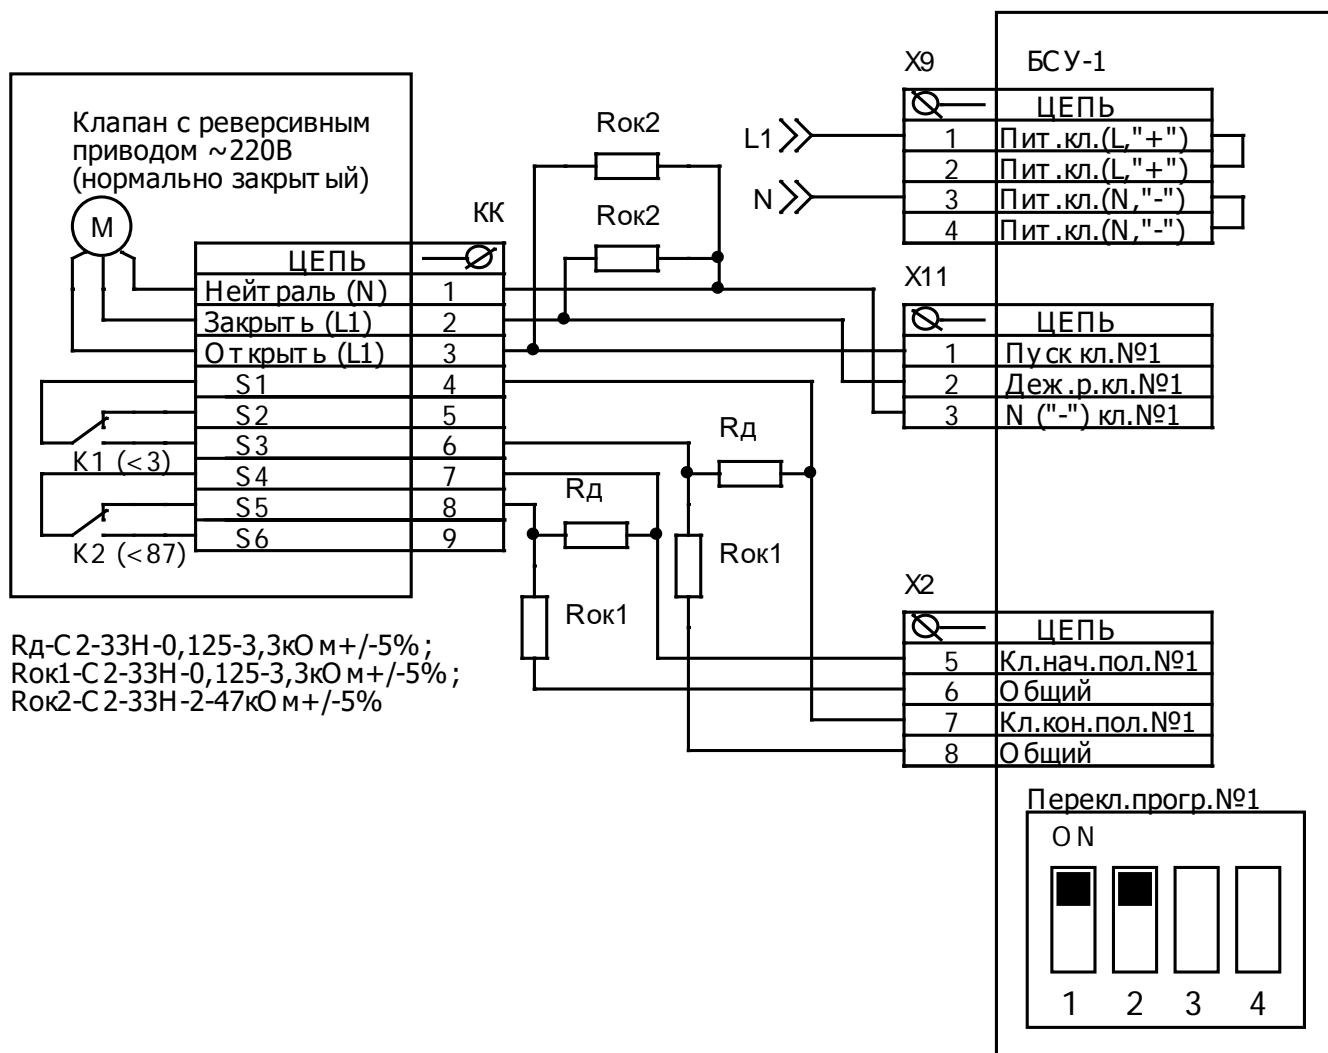 Клапан с реверсивным
приводом ~220В
(нормально закрытый)
М
КК
ЦЕПЬ
Нейтраль (N) 1
Закрыть (L1) 2
Открыть (L1) 3
S1 4
S2 5
S3 6
S4 7
S5 8
S6 9
К1 (<3)
К2 (<87)
Rок2
Rок2
Rд
Rд
Rок1
Rок1
Rд-С2-33Н-0,125-3,3кОм+/-5%;
Rок1-С2-33Н-0,125-3,3кОм+/-5%;
Rок2-С2-33Н-2-47кОм+/-5%
L1
N
БСУ-1
X9
ЦЕПЬ
1 Пит.кл.(L,"+")
2 Пит.кл.(L,"+")
3 Пит.кл.(N,"-")
4 Пит.кл.(N,"-")
X11
ЦЕПЬ
1 Пуск кл.№1
2 Деж.р.кл.№1
3 N ("-") кл.№1
X2
ЦЕПЬ
5 Кл.нач.пол.№1
6 Общий
7 Кл.кон.пол.№1
8 Общий
Перекл.прогр.№1
ON
1 2 3 4